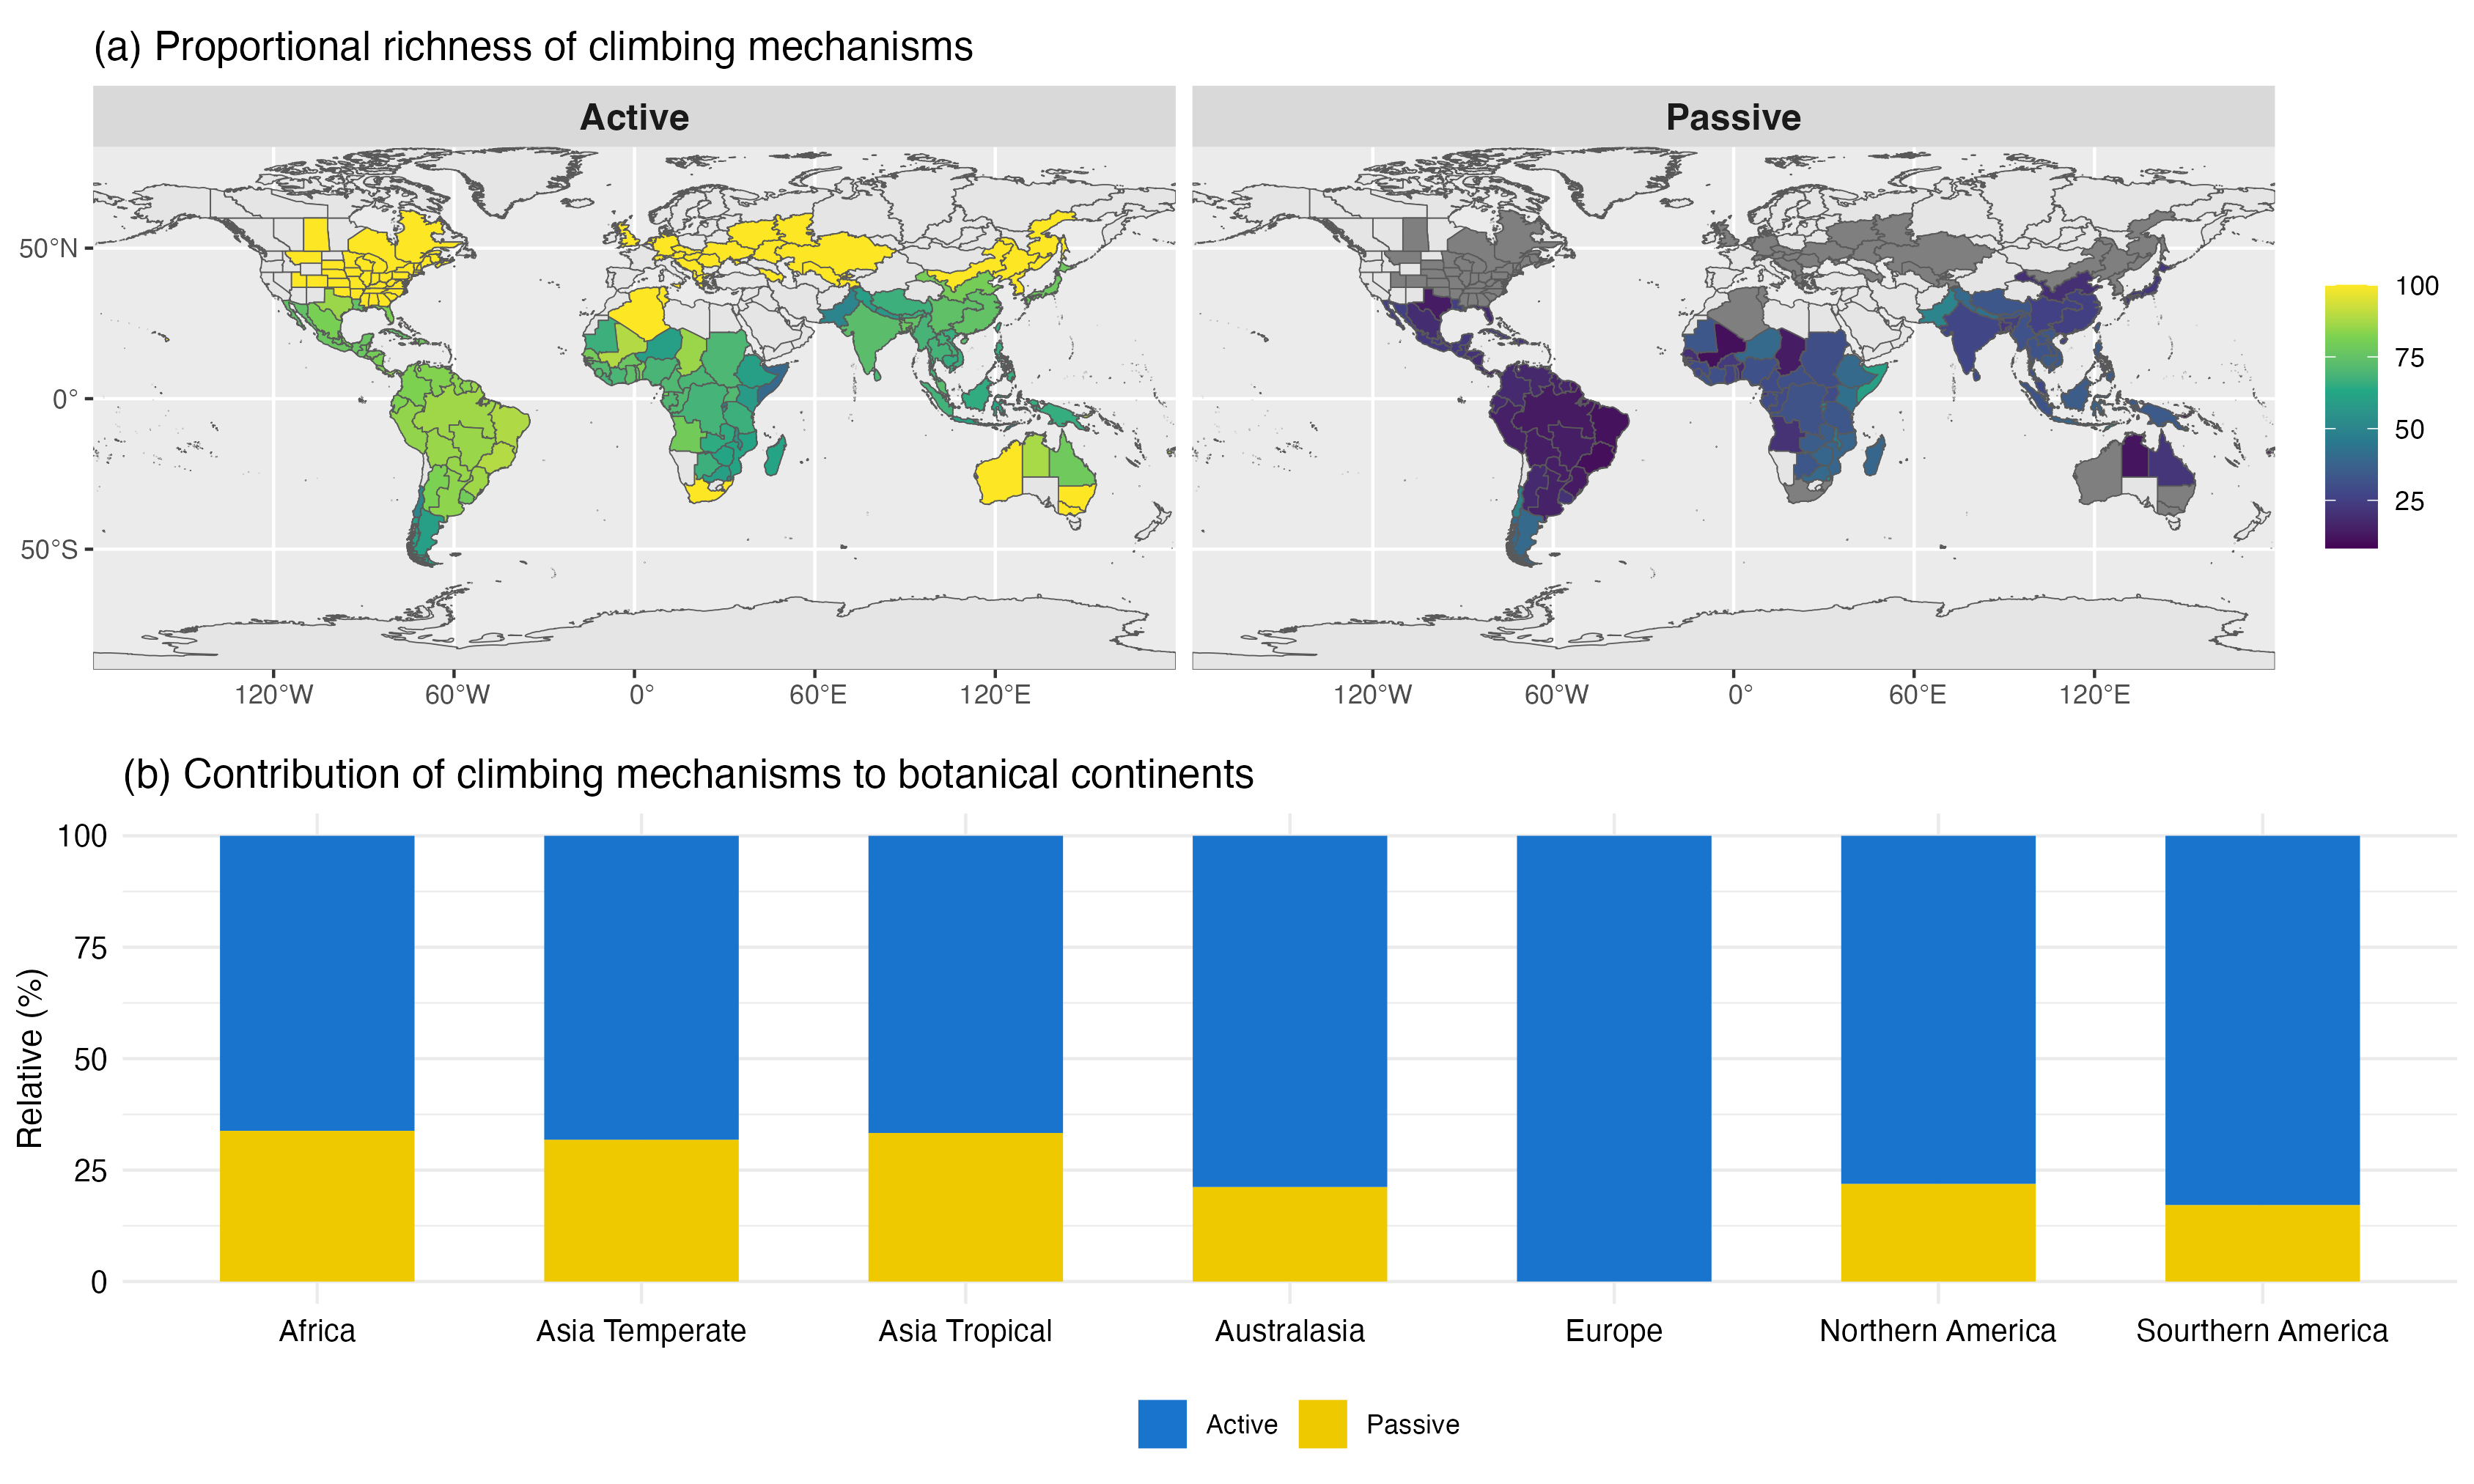 (a) Proportional richness of climbing mechanisms
Active
Passive
50°N
0°
50°S
120°W
60°W
0°
60°E
120°E
120°W
60°W
0°
60°E
120°E
100
75
50
25
(b) Contribution of climbing mechanisms to botanical continents
Relative (%)
100
75
50
25
0
Africa
Asia Temperate
Asia Tropical
Australasia
Europe
Northern America
Sourthern America
Active
Passive